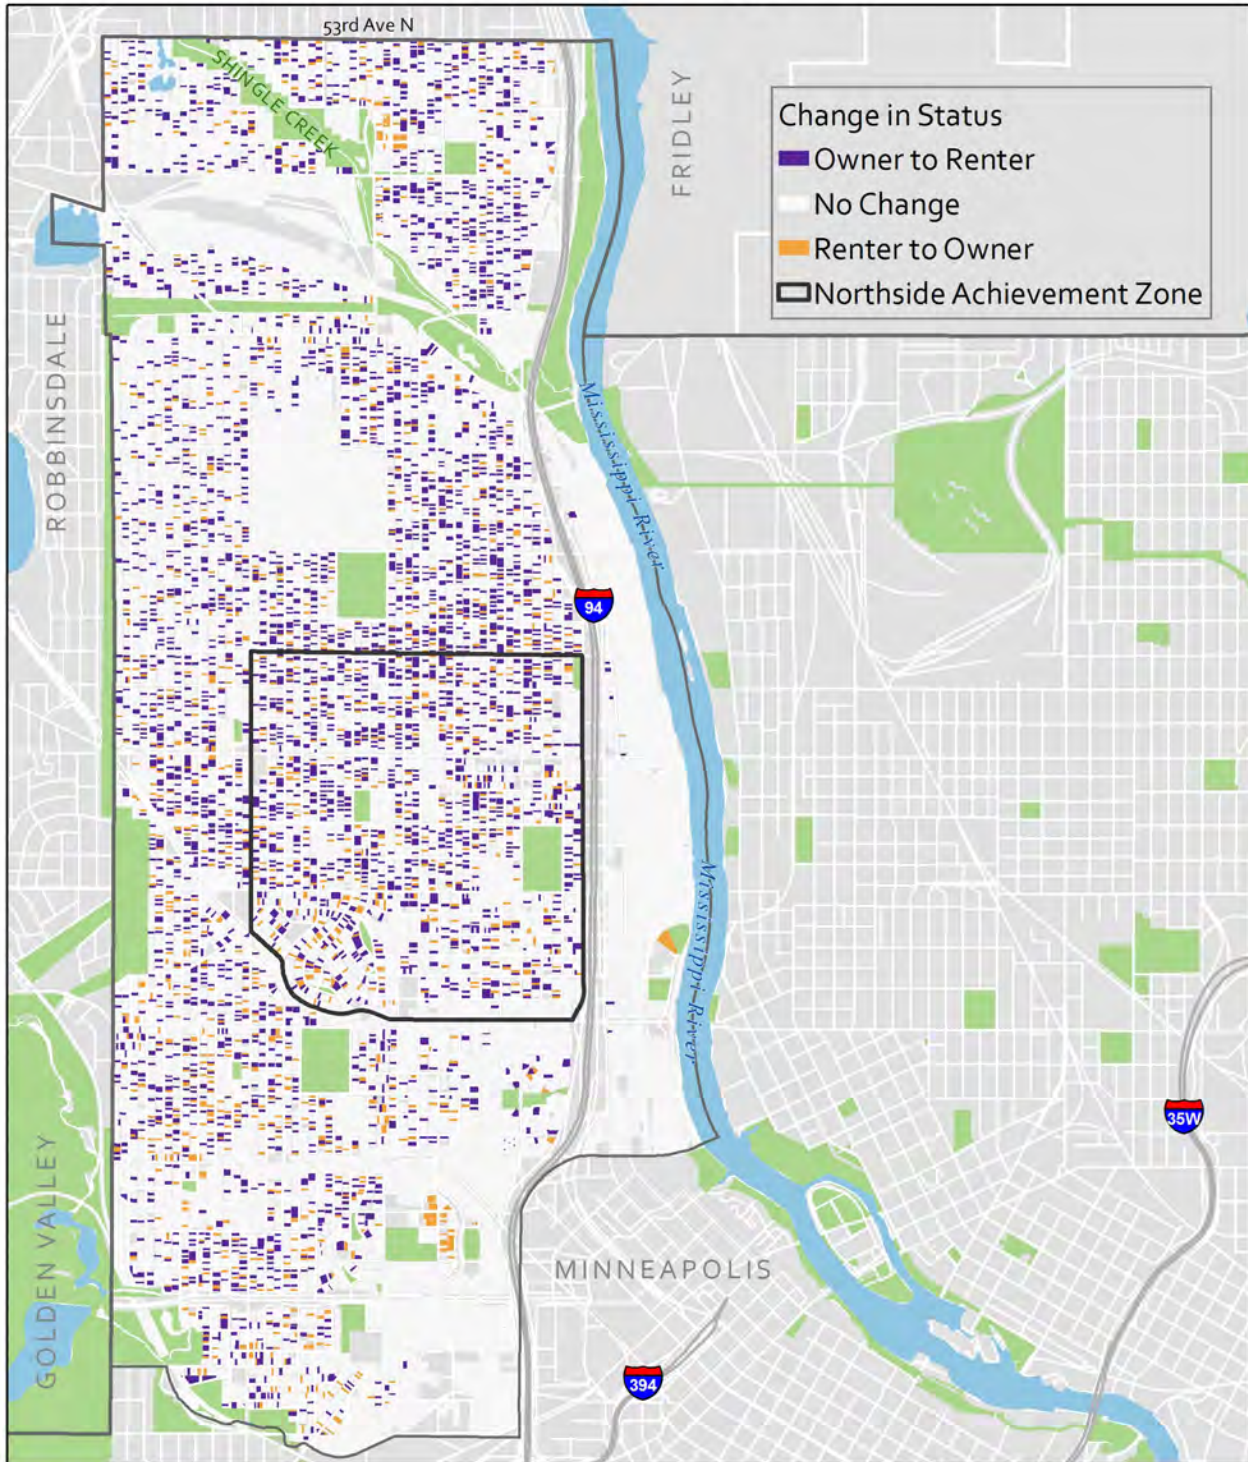 53rd Ave N
SHINGLE CREEK
FRIDLEY
Change in Status
Owner to Renter
No Change
Renter to Owner
Northside Achievement Zone
ROBBINSDALE
Mississippi River
94
Mississippi River
35W
GOLDEN VALLEY
MINNEAPOLIS
394